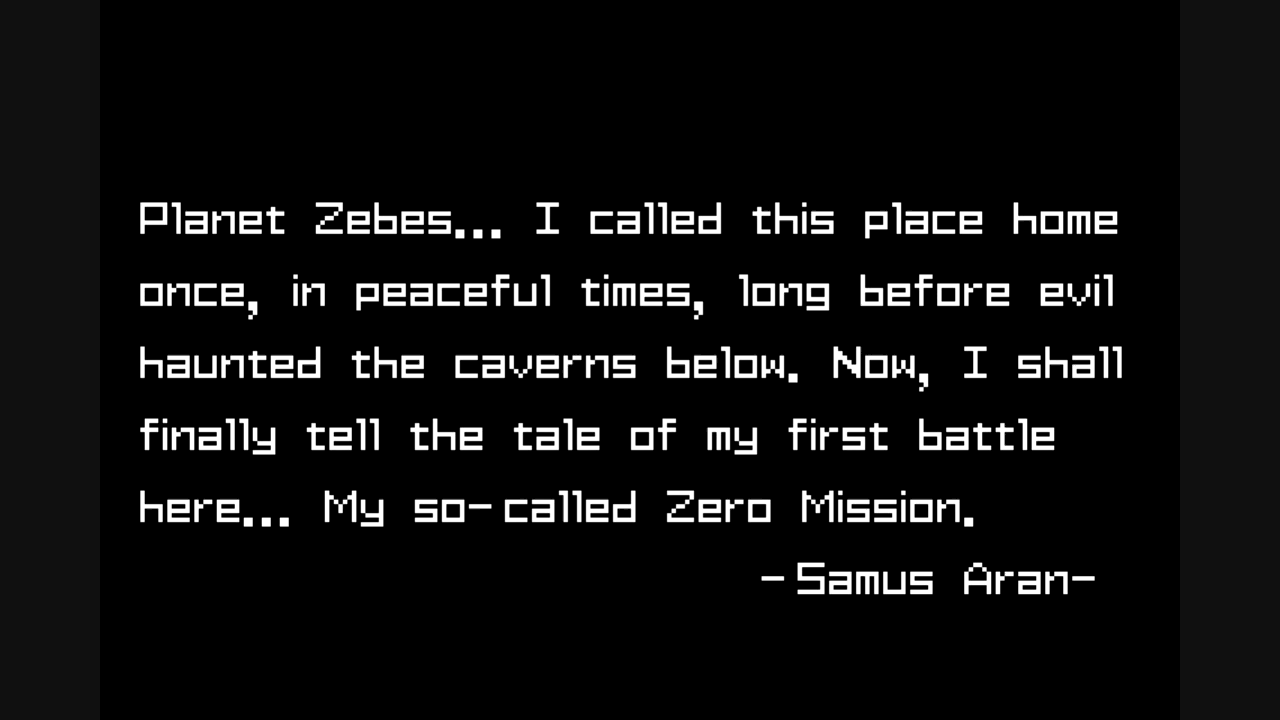 Planet Zebes... I called this place home
once, in peaceful times, long before evil
haunted the caverns below. Now, I shall
finally tell the tale of my first battle
here... My so-called Zero Mission.
-Samus Aran-